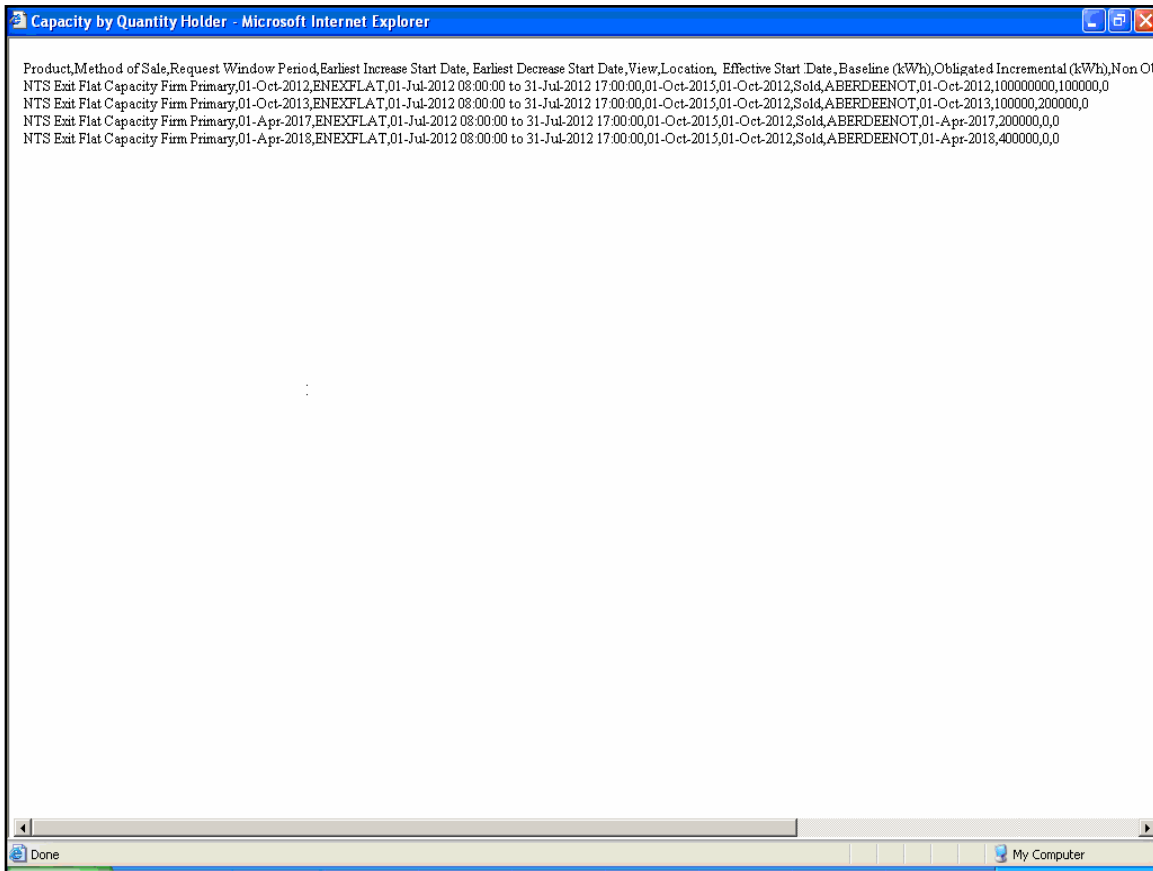 Capacity by Quantity Holder - Microsoft Internet Explorer
Product,Method of Sale,Request Window Period,Earliest Increase Start Date, Earliest Decrease Start Date,View,Location, Effective Start Date,Baseline (kWh),Obligated Incremental (kWh),Non
NTS Exit Flat Capacity Firm Primary,01-Oct-2012,ENEXFLAT,01-Jul-2012 08:00:00 to 31-Jul-2012 17:00:00,01-Oct-2015,01-Oct-2012,Sold,ABERDEENOT,01-Oct-2012,100000000,100000,0
NTS Exit Flat Capacity Firm Primary,01-Oct-2013,ENEXFLAT,01-Jul-2012 08:00:00 to 31-Jul-2012 17:00:00,01-Oct-2015,01-Oct-2012,Sold,ABERDEENOT,01-Oct-2013,100000,200000,0
NTS Exit Flat Capacity Firm Primary,01-Apr-2017,ENEXFLAT,01-Jul-2012 08:00:00 to 31-Jul-2012 17:00:00,01-Oct-2015,01-Oct-2012,Sold,ABERDEENOT,01-Apr-2017,200000,0,0
NTS Exit Flat Capacity Firm Primary,01-Apr-2018,ENEXFLAT,01-Jul-2012 08:00:00 to 31-Jul-2012 17:00:00,01-Oct-2015,01-Oct-2012,Sold,ABERDEENOT,01-Apr-2018,400000,0,0
Done
My Computer